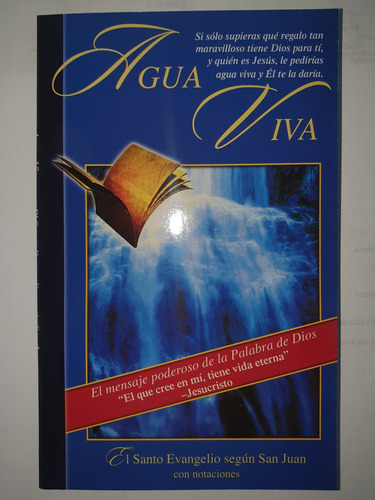 Si sólo supieras qué regalo tan
maravilloso tiene Dios para tí,
y quién es Jesús, le pedirías
agua viva y Él te la daría.
AGUA
VIVA
El mensaje poderoso de la Palabra de Dios
“El que cree en mí, tiene vida eterna”
–Jesucristo
El Santo Evangelio según San Juan
con notaciones